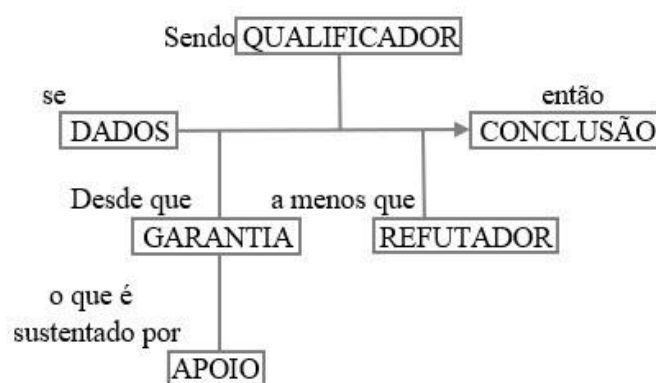 Sendo QUALIFICADOR
se
então
DADOS
CONCLUSÃO
Desde que
a menos que
GARANTIA
REFUTADOR
o que é
sustentado por
APOIO